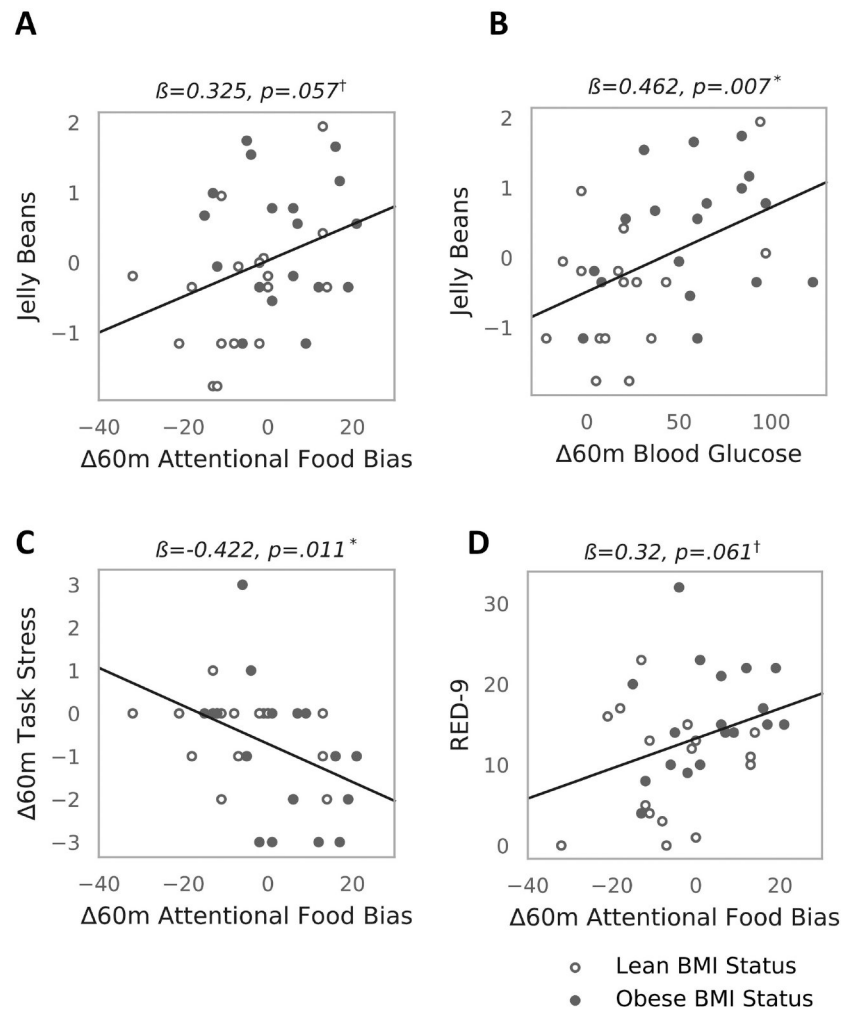 A
B
ß=0.325, p=.057†
ß=0.462, p=.007*
Jelly Beans
2
1
0
−1
−40 −20 0 20
Δ60m Attentional Food Bias
Jelly Beans
2
1
0
−1
0 50 100
Δ60m Blood Glucose
C
D
ß=-0.422, p=.011*
ß=0.32, p=.061†
Δ60m Task Stress
3
2
1
0
−1
−2
−3
−40 −20 0 20
Δ60m Attentional Food Bias
RED-9
30
20
10
0
−40 −20 0 20
Δ60m Attentional Food Bias
Lean BMI Status
Obese BMI Status